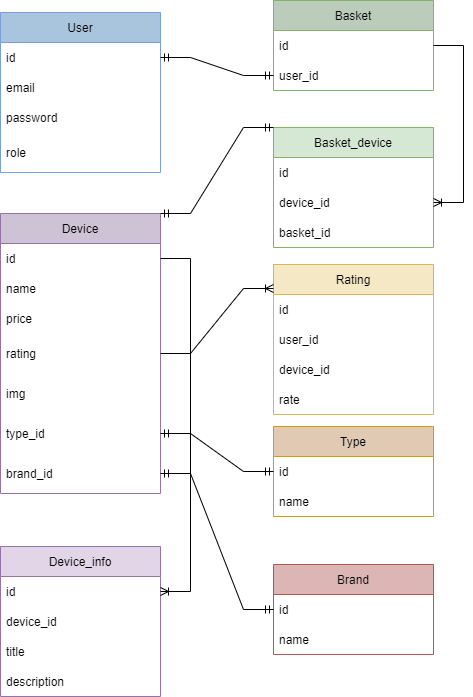 User
id
email
password
role
Basket
id
user_id
Basket_device
id
device_id
basket_id
Device
id
name
price
rating
img
type_id
brand_id
Rating
id
user_id
device_id
rate
Type
id
name
Device_info
id
device_id
title
description
Brand
id
name